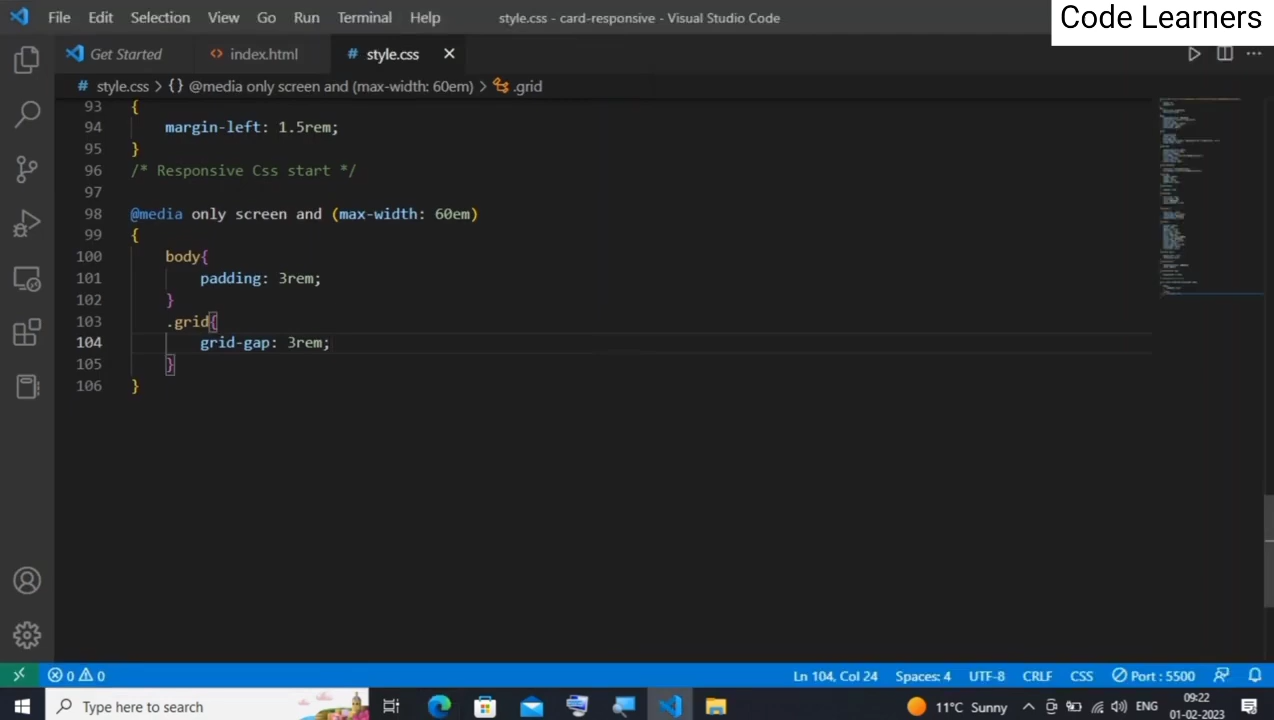 File Edit Selection View Go Run Terminal Help style.css - card-responsive - Visual Studio Code
Code Learners
Get Started <> index.html # style.css
# style.css > {} @media only screen and (max-width: 60em) > .grid
93 {
94 margin-left: 1.5rem;
95 }
96 /* Responsive Css start */
97
98 @media only screen and (max-width: 60em)
99 {
100 body{
101 padding: 3rem;
102 }
103 .grid{
104 grid-gap: 3rem;
105 }
106 }
0 0 Ln 104, Col 24 Spaces: 4 UTF-8 CRLF CSS Port : 5500
Type here to search 11°C Sunny ENG 09:22
01-02-2023